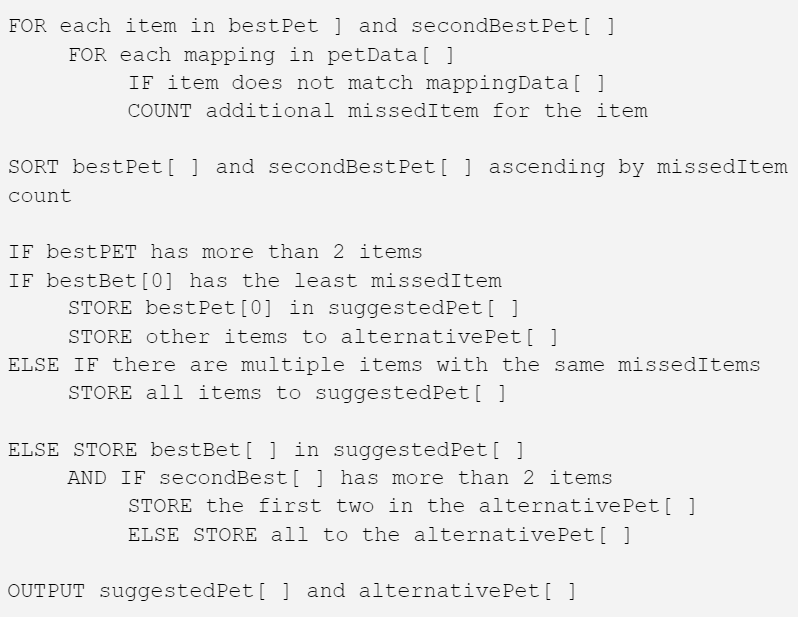 FOR each item in bestPet ] and secondBestPet[ ]
FOR each mapping in petData[ ]
IF item does not match mappingData[ ]
COUNT additional missedItem for the item
SORT bestPet[ ] and secondBestPet[ ] ascending by missedItem
count
IF bestPET has more than 2 items
IF bestBet[0] has the least missedItem
STORE bestPet[0] in suggestedPet[ ]
STORE other items to alternativePet[ ]
ELSE IF there are multiple items with the same missedItems
STORE all items to suggestedPet[ ]
ELSE STORE bestBet[ ] in suggestedPet[ ]
AND IF secondBest[ ] has more than 2 items
STORE the first two in the alternativePet[ ]
ELSE STORE all to the alternativePet[ ]
OUTPUT suggestedPet[ ] and alternativePet[ ]